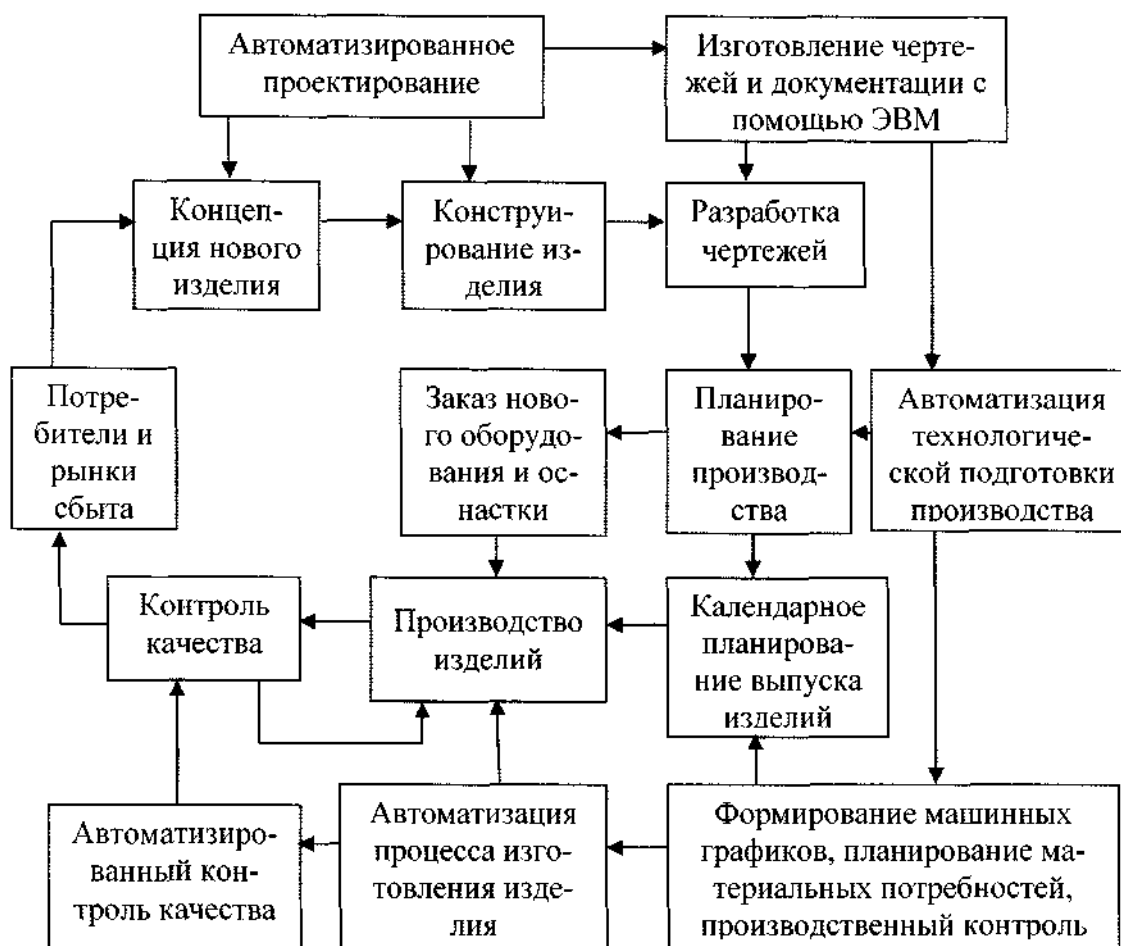 Автоматизированное
проектирование
Изготовление черте-
жей и документации с
помощью ЭВМ
Концеп-
ция нового
изделия
Конструи-
рование из-
делия
Разработка
чертежей
Потре-
бители и
рынки
сбыта
Заказ ново-
го оборудо-
вания и ос-
настки
Планиро-
вание
производ-
ства
Автоматизация
технологиче-
ской подготовки
производства
Контроль
качества
Производство
изделий
Календарное
планирова-
ние выпуска
изделий
Автоматизиро-
ванный кон-
троль качества
Автоматизация
процесса изго-
товления изде-
лия
Формирование машинных
графиков, планирование ма-
териальных потребностей,
производственный контроль